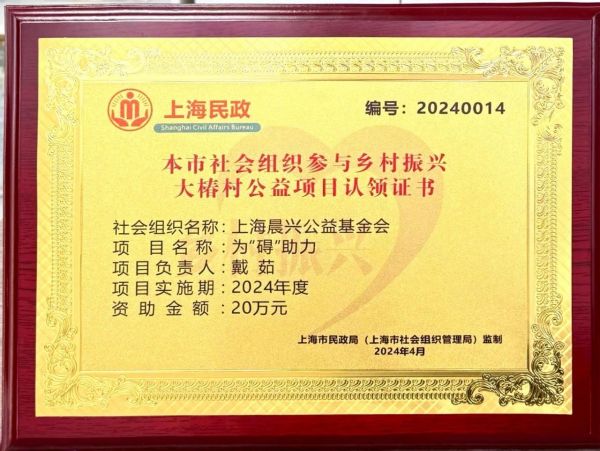 上海民政
Shanghai Civil Affairs Bureau
编号：20240014
本市社会组织参与乡村振兴
大椿村公益项目认领证书
社会组织名称：上海晨兴公益基金会
项目名称：为“碍”助力
项目负责人：戴茹
项目实施期：2024年度
资助金额：20万元
上海市民政局（上海市社会组织管理局）监制
2024年4月